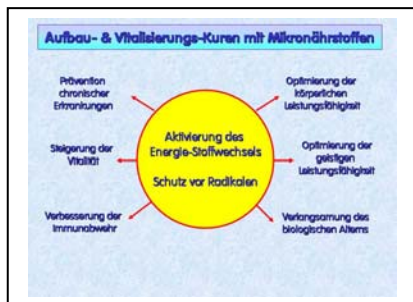 Aufbau- & Vitalisierungs-Kuren mit Mikronährstoffen
Prävention
chronischer
Erkrankungen
Optimierung der
körperlichen
Leistungsfähigkeit
Aktivierung des
Energie-Stoffwechsels
Schutz vor Radikalen
Steigerung der
Vitalität
Optimierung der
geistigen
Leistungsfähigkeit
Verbesserung der
Immunabwehr
Verlangsamung des
biologischen Alterns